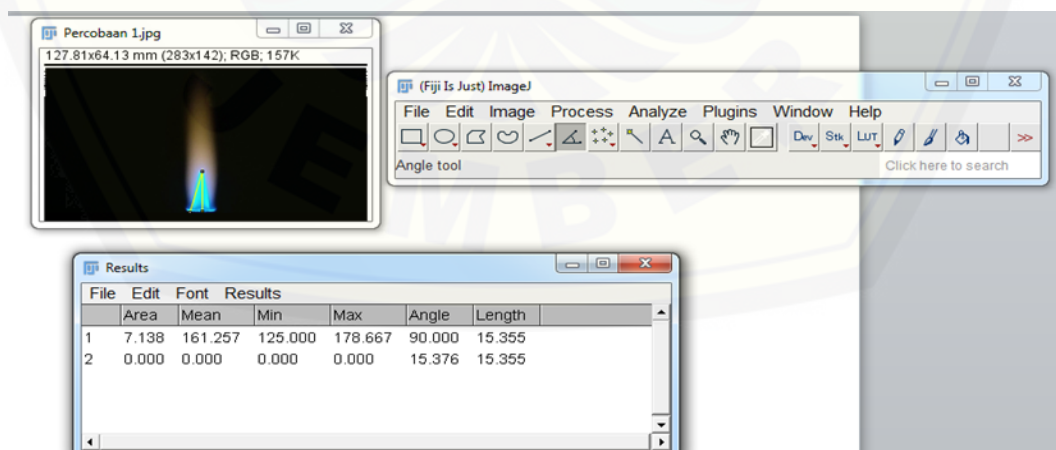 Percobaan 1.jpg
127.81x64.13 mm (283x142); RGB; 157K
(Fiji Is Just) ImageJ
File Edit Image Process Analyze Plugins Window Help
A Dev Stk LUT >>
Angle tool Click here to search
Results
File Edit Font Results
Area Mean Min Max Angle Length
1 7.138 161.257 125.000 178.667 90.000 15.355
2 0.000 0.000 0.000 0.000 15.376 15.355
JEMBER